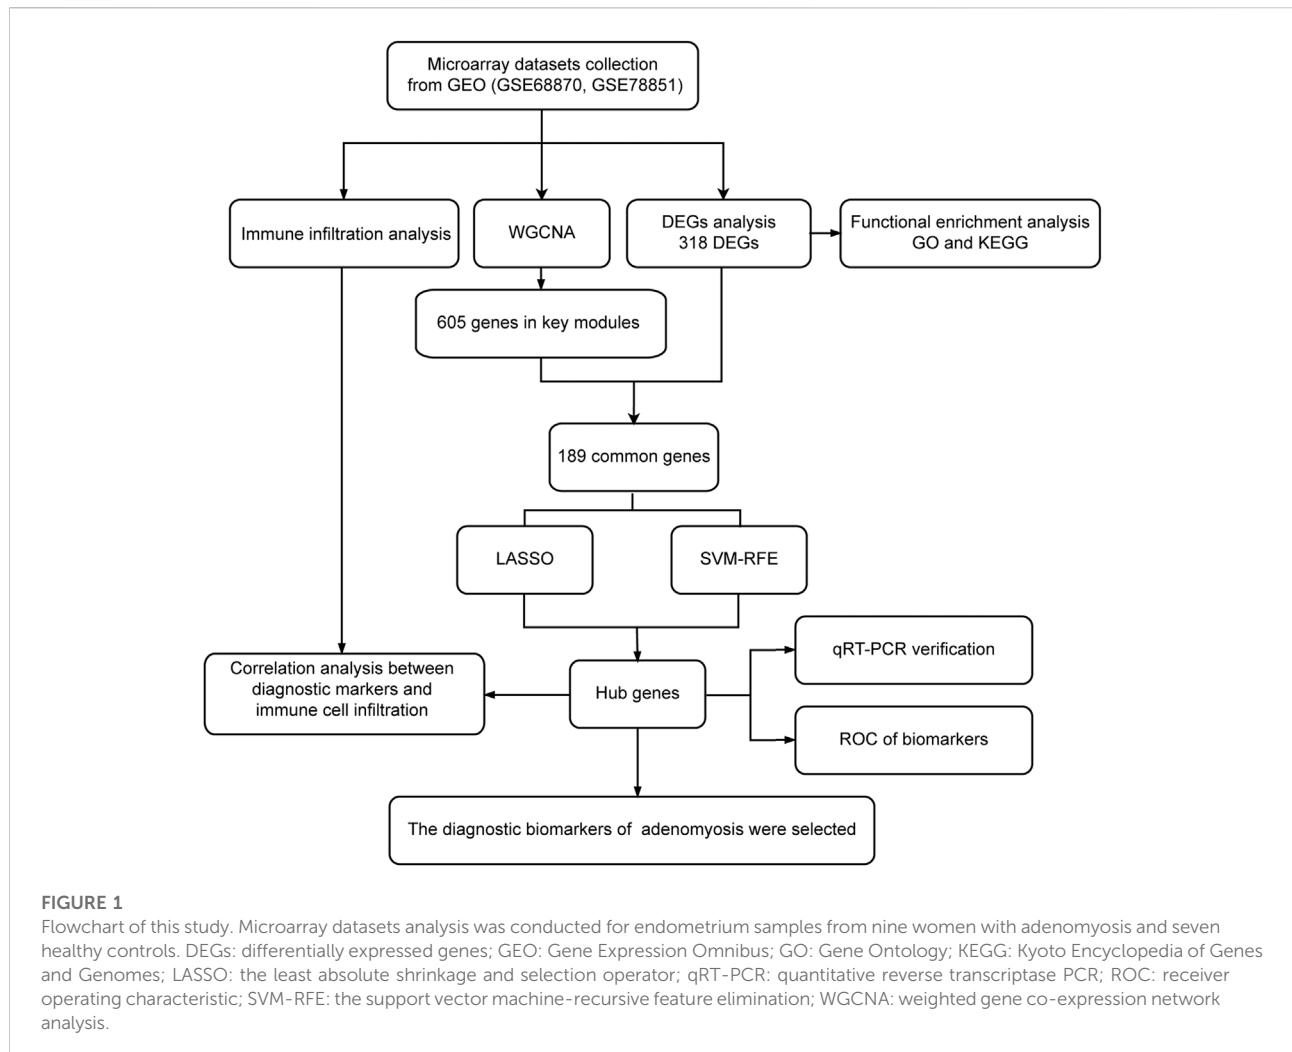 Microarray datasets collection
from GEO (GSE68870, GSE78851)
Immune infiltration analysis
WGCNA
DEGs analysis
318 DEGs
Functional enrichment analysis
GO and KEGG
605 genes in key modules
189 common genes
LASSO
SVM-RFE
Correlation analysis between
diagnostic markers and
immune cell infiltration
Hub genes
qRT-PCR verification
ROC of biomarkers
The diagnostic biomarkers of adenomyosis were selected
FIGURE 1
Flowchart of this study. Microarray datasets analysis was conducted for endometrium samples from nine women with adenomyosis and seven
healthy controls. DEGs: differentially expressed genes; GEO: Gene Expression Omnibus; GO: Gene Ontology; KEGG: Kyoto Encyclopedia of Genes
and Genomes; LASSO: the least absolute shrinkage and selection operator; qRT-PCR: quantitative reverse transcriptase PCR; ROC: receiver
operating characteristic; SVM-RFE: the support vector machine-recursive feature elimination; WGCNA: weighted gene co-expression network
analysis.